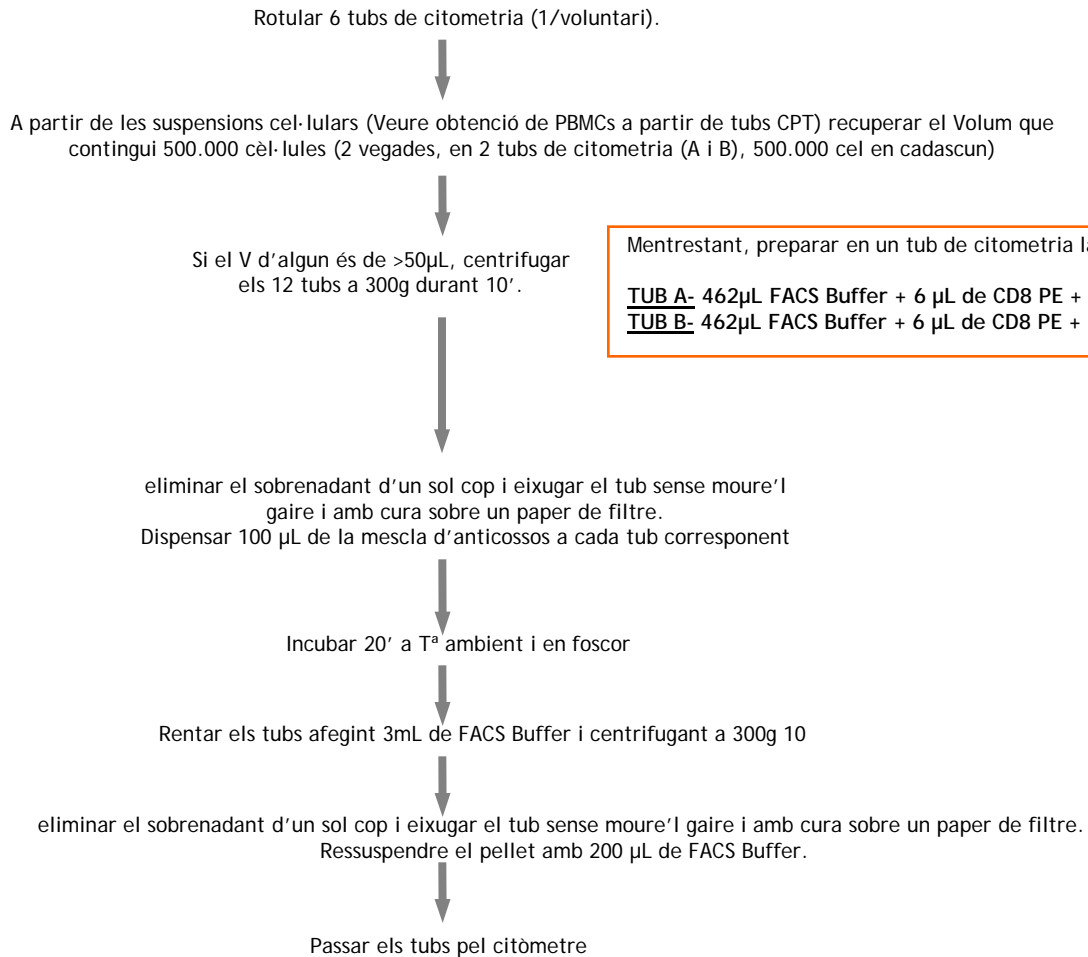 Rotular 6 tubs de citometria (1/voluntari).
A partir de les suspensions cel·lulars (Veure obtenció de PBMCs a partir de tubs CPT) recuperar el Volum que
contingui 500.000 cèl·lules (2 vegades, en 2 tubs de citometria (A i B), 500.000 cel en cadascun)
Si el V d'algun és de >50µL, centrifugar
els 12 tubs a 300g durant 10'.
Mentrestant, preparar en un tub de citometria
TUB A- 462µL FACS Buffer + 6 µL de CD8 PE +
TUB B- 462µL FACS Buffer + 6 µL de CD8 PE +
eliminar el sobrenadant d'un sol cop i eixugar el tub sense moure'l
gaire i amb cura sobre un paper de filtre.
Dispensar 100 µL de la mescla d'anticossos a cada tub corresponent
Incubar 20' a Tª ambient i en foscor
Rentar els tubs afegint 3mL de FACS Buffer i centrifugant a 300g 10
eliminar el sobrenadant d'un sol cop i eixugar el tub sense moure'l gaire i amb cura sobre un paper de filtre.
Ressuspendre el pellet amb 200 µL de FACS Buffer.
Passar els tubs pel citòmetre